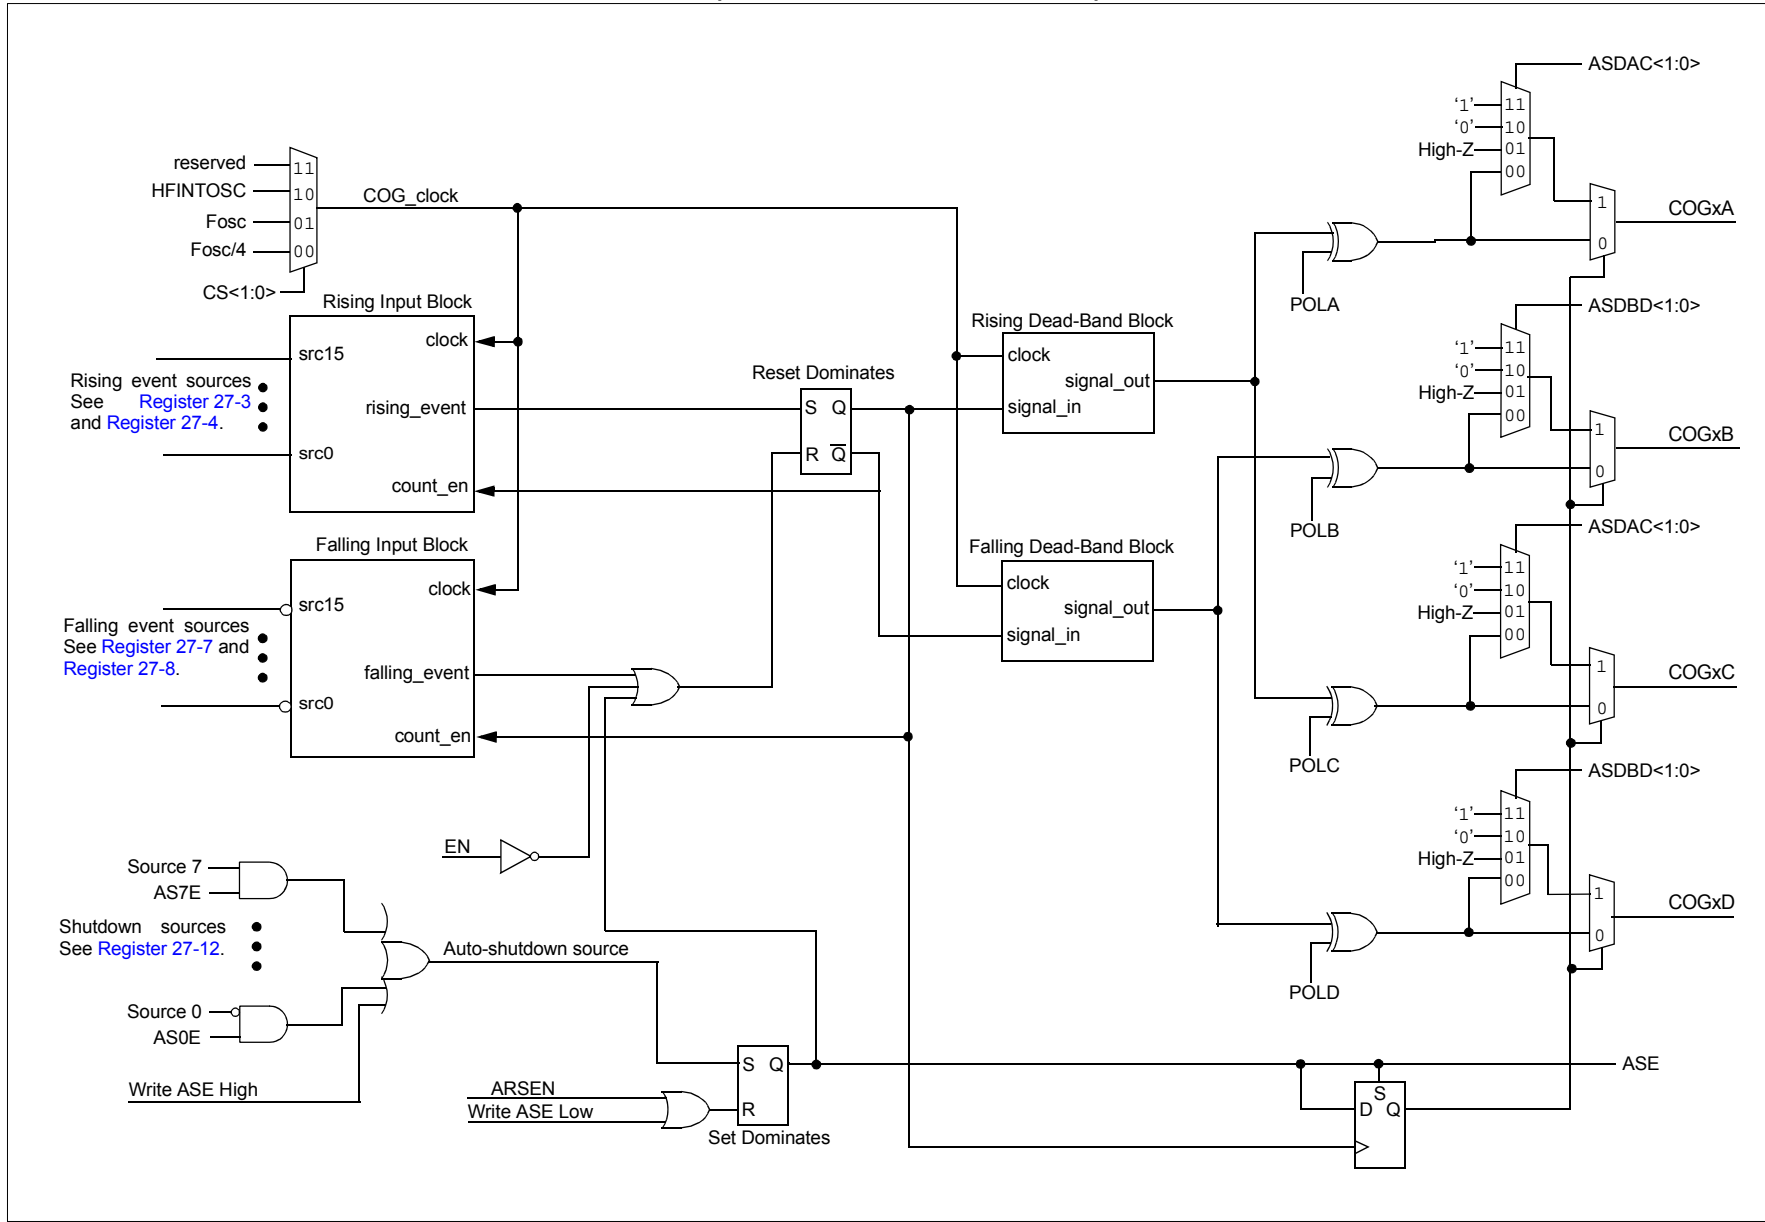 ASDAC<1:0>
‘1’ 11
‘0’ 10
High-Z 01
00
1
COGxA
0
POLA
reserved 11
HFINTOSC 10
Fosc 01
Fosc/4 00
CS<1:0>
COG_clock
Rising Input Block
clock
src15
Rising event sources
See Register 27-3
and Register 27-4.
rising_event
src0
count_en
Reset Dominates
S Q
R Q
Rising Dead-Band Block
clock
signal_out
signal_in
ASDBD<1:0>
‘1’ 11
‘0’ 10
High-Z 01
00
1
COGxB
0
POLB
Falling Input Block
clock
src15
Falling event sources
See Register 27-7 and
Register 27-8.
falling_event
src0
count_en
Falling Dead-Band Block
clock
signal_out
signal_in
ASDAC<1:0>
‘1’ 11
‘0’ 10
High-Z 01
00
1
COGxC
0
POLC
EN
ASDBD<1:0>
‘1’ 11
‘0’ 10
High-Z 01
00
1
COGxD
0
POLD
Source 7
AS7E
Shutdown sources
See Register 27-12.
Auto-shutdown source
Source 0
AS0E
Write ASE High
ARSEN
Write ASE Low
S Q
R
Set Dominates
ASE
S
D Q